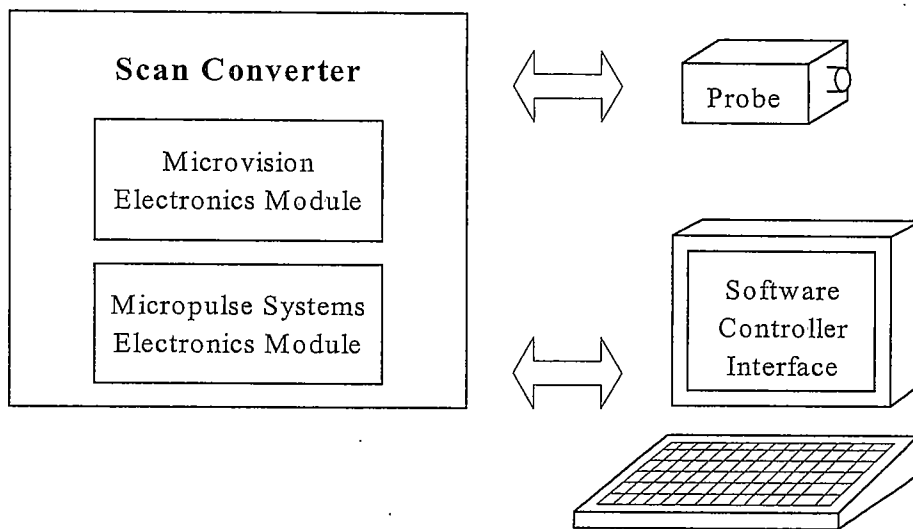 Scan Converter
Microvision
Electronics Module
Micropulse Systems
Electronics Module
Probe
Software
Controller
Interface